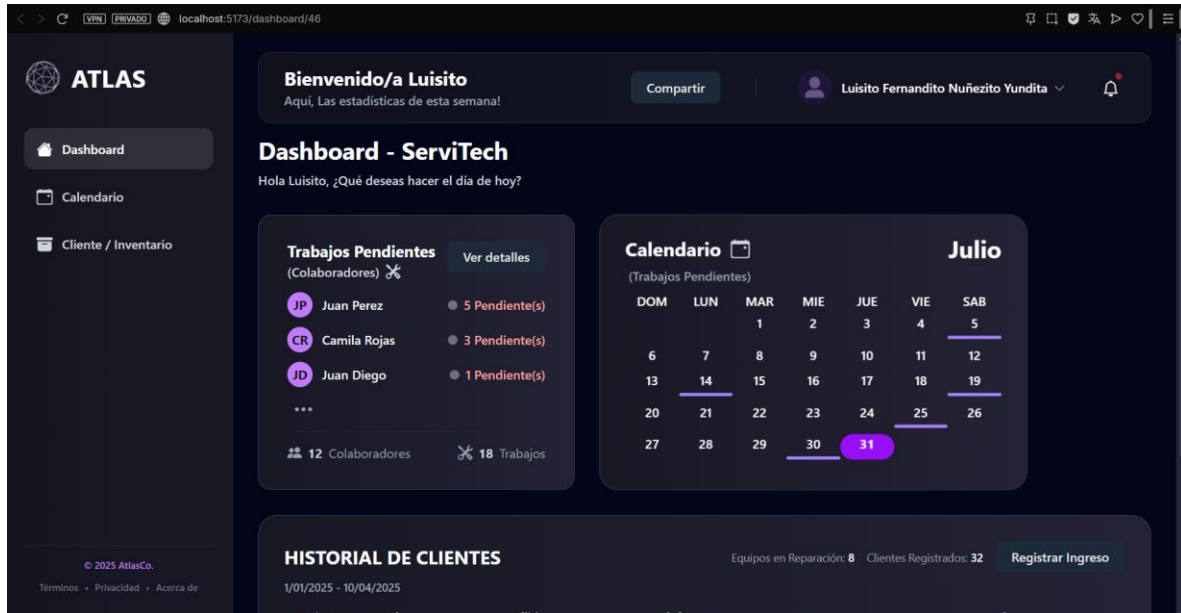 VPN PRIVADO localhost:5173/dashboard/46
ATLAS
Dashboard
Calendario
Cliente / Inventario
© 2025 AtlasCo.
Términos • Privacidad • Acerca de
Bienvenido/a Luisito
Aquí, Las estadísticas de esta semana!
Compartir
Luisito Fernandito Nuñezito Yundita
Dashboard - ServiTech
Hola Luisito, ¿Qué deseas hacer el día de hoy?
Trabajos Pendientes
(Colaboradores)
Ver detalles
JP Juan Perez 5 Pendiente(s)
CR Camila Rojas 3 Pendiente(s)
JD Juan Diego 1 Pendiente(s)
•••
12 Colaboradores 18 Trabajos
Calendario Julio
(Trabajos Pendientes)
DOM LUN MAR MIE JUE VIE SAB
1 2 3 4 5
6 7 8 9 10 11 12
13 14 15 16 17 18 19
20 21 22 23 24 25 26
27 28 29 30 31
HISTORIAL DE CLIENTES
1/01/2025 - 10/04/2025
Equipos en Reparación: 8 Clientes Registrados: 32
Registrar Ingreso